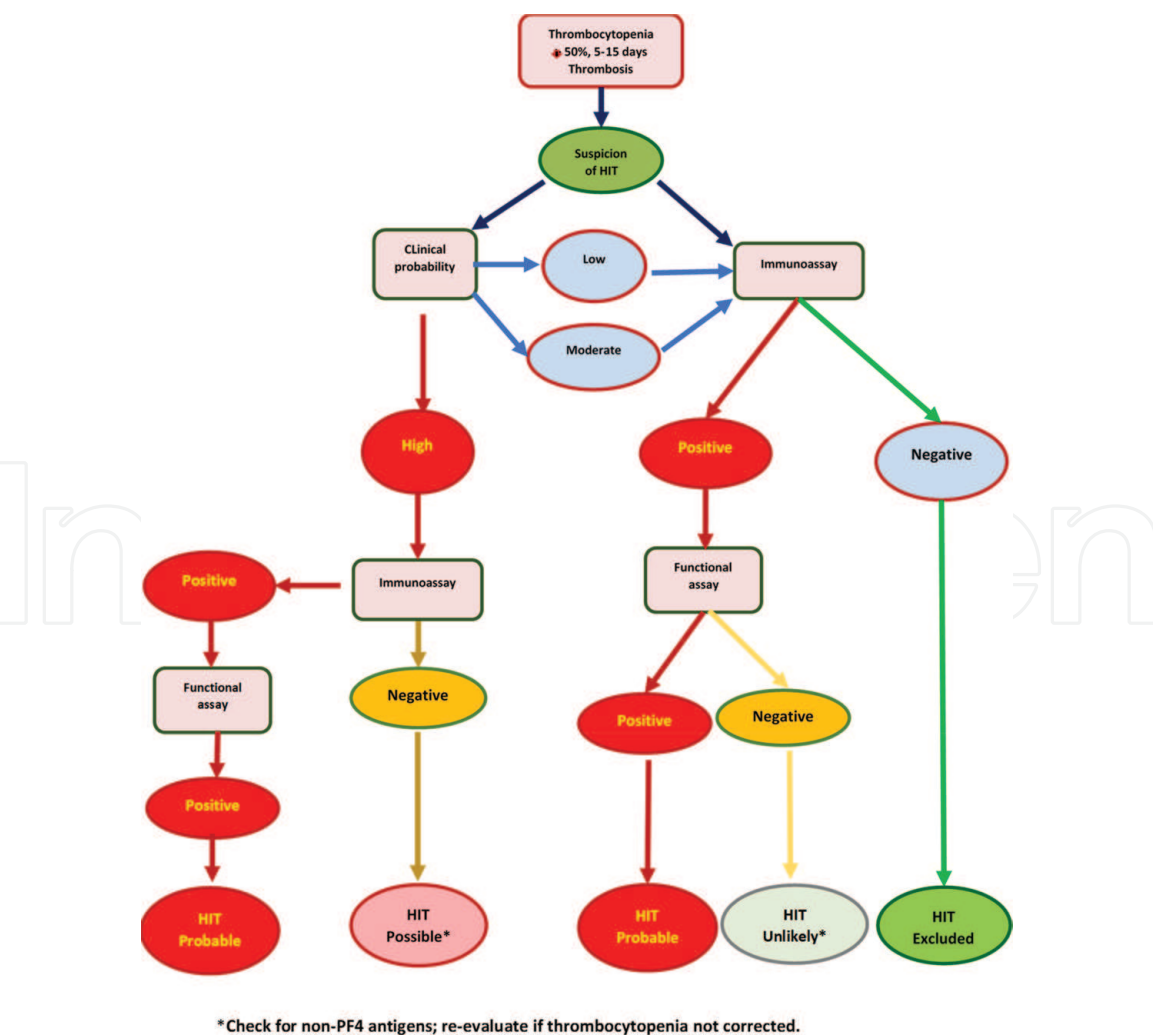 Thrombocytopenia
50%, 5-15 days
Thrombosis
Suspicion
of HIT
CLinical
probability
Low
Immunoassay
Moderate
High
Positive
Negative
Positive
Immunoassay
Functional
assay
Functional
assay
Negative
Positive
Negative
Positive
HIT
Probable
HIT
Possible*
HIT
Probable
HIT
Unlikely*
HIT
Excluded
*Check for non-PF4 antigens; re-evaluate if thrombocytopenia not corrected.